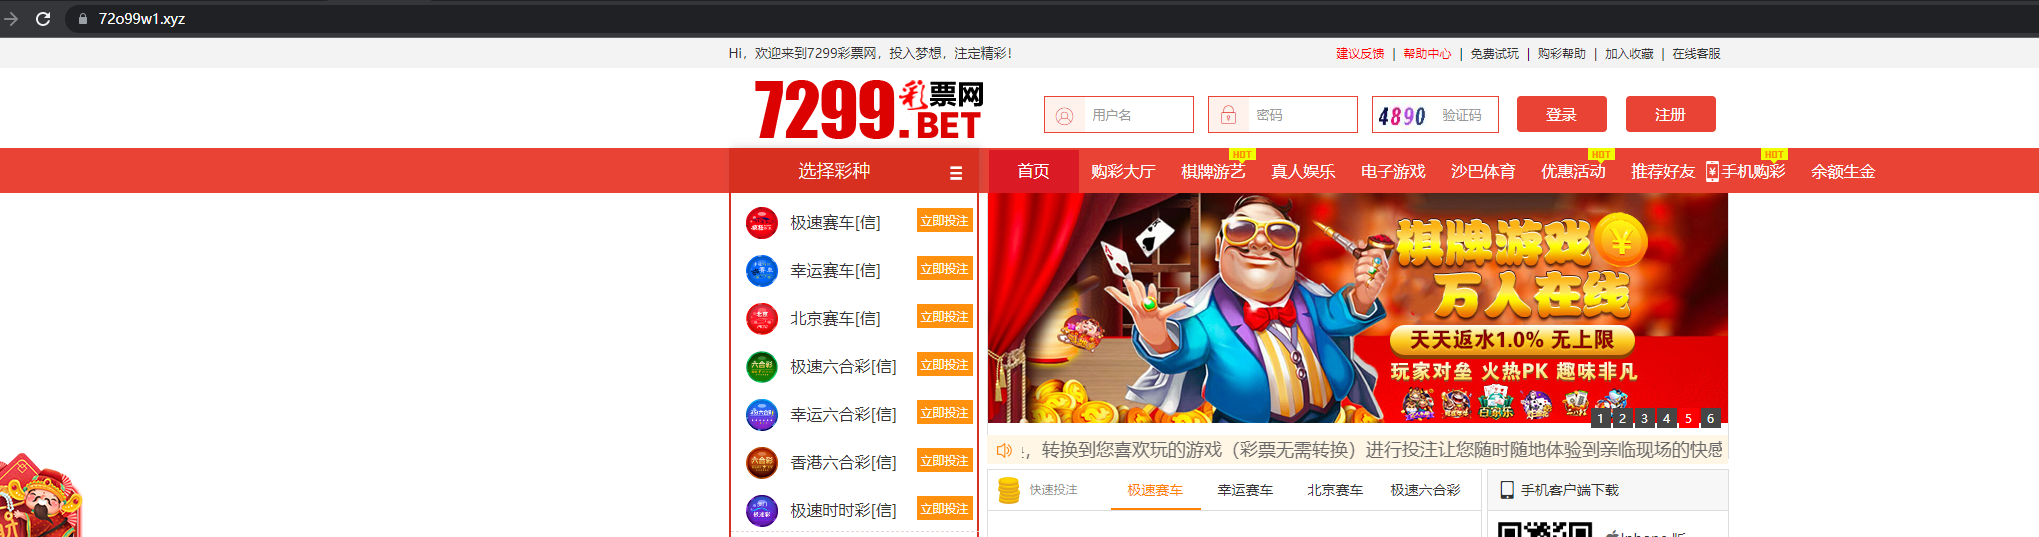 72o99w1.xyz
Hi，欢迎来到7299彩票网，投入梦想，注定精彩！
建议反馈 | 帮助中心 | 免费试玩 | 购彩帮助 | 加入收藏 | 在线客服
7299彩票网
.BET
用户名
密码
4890 验证码
登录
注册
选择彩种
首页 购彩大厅 棋牌游艺 HOT 真人娱乐 电子游戏 沙巴体育 优惠活动 HOT 推荐好友 手机购彩 HOT 余额生金
极速赛车[信] 立即投注
幸运赛车[信] 立即投注
北京赛车[信] 立即投注
极速六合彩[信] 立即投注
幸运六合彩[信] 立即投注
香港六合彩[信] 立即投注
极速时时彩[信] 立即投注
棋牌游戏
万人在线
天天返水1.0% 无上限
玩家对垒 火热PK 趣味非凡
百家乐
1 2 3 4 5 6
，转换到您喜欢玩的游戏（彩票无需转换）进行投注让您随时随地体验到亲临现场的快感
快速投注 极速赛车 幸运赛车 北京赛车 极速六合彩
手机客户端下载
Iphone 版